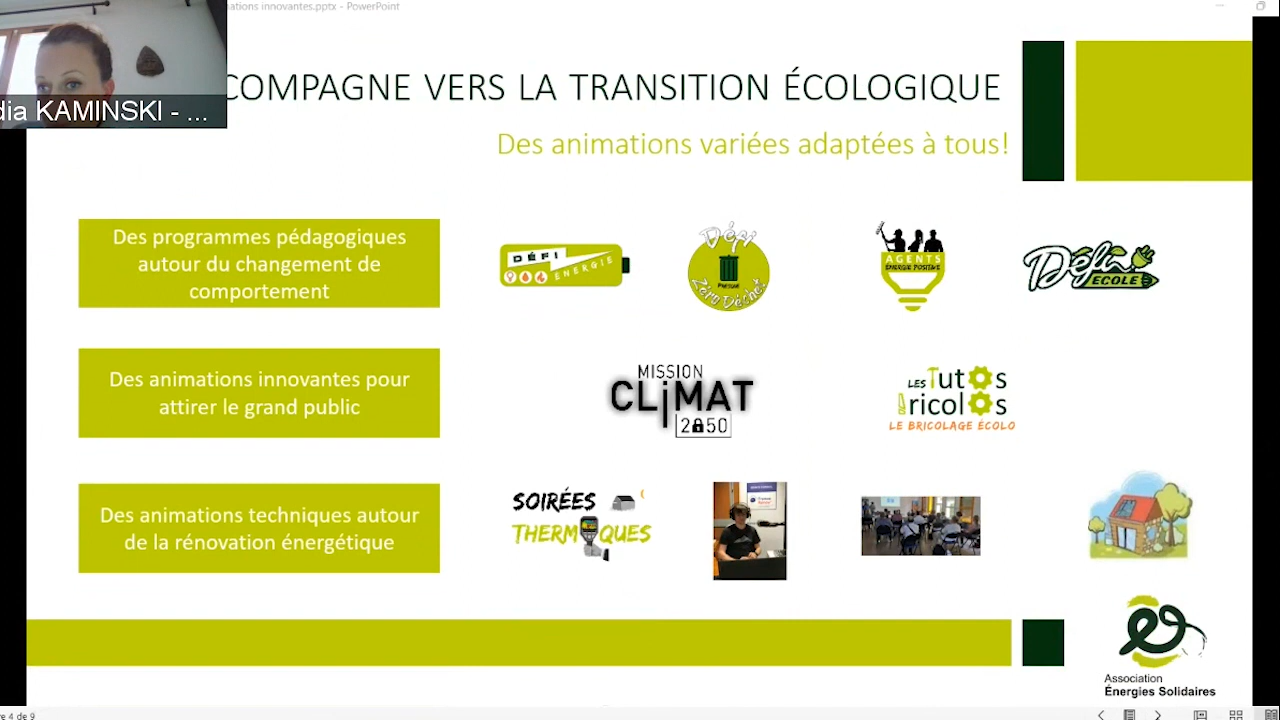 ations innovantes.pptx - PowerPoint
dia KAMINSKI - ...
COMPAGNE VERS LA TRANSITION ÉCOLOGIQUE
Des animations variées adaptées à tous!
Des programmes pédagogiques
autour du changement de
comportement
DÉFI
ÉNERGIE
Défi
Zéro Déchet
AGENTS
ÉNERGIE POSITIVE
Défis
ECOLE
Des animations innovantes pour
attirer le grand public
MISSION
CLiMAT
2050
LES Tutos
Bricolos
LE BRICOLAGE ÉCOLO
Des animations techniques autour
de la rénovation énergétique
SOIRÉES
THERMIQUES
Association
Énergies Solidaires
re 4 de 9